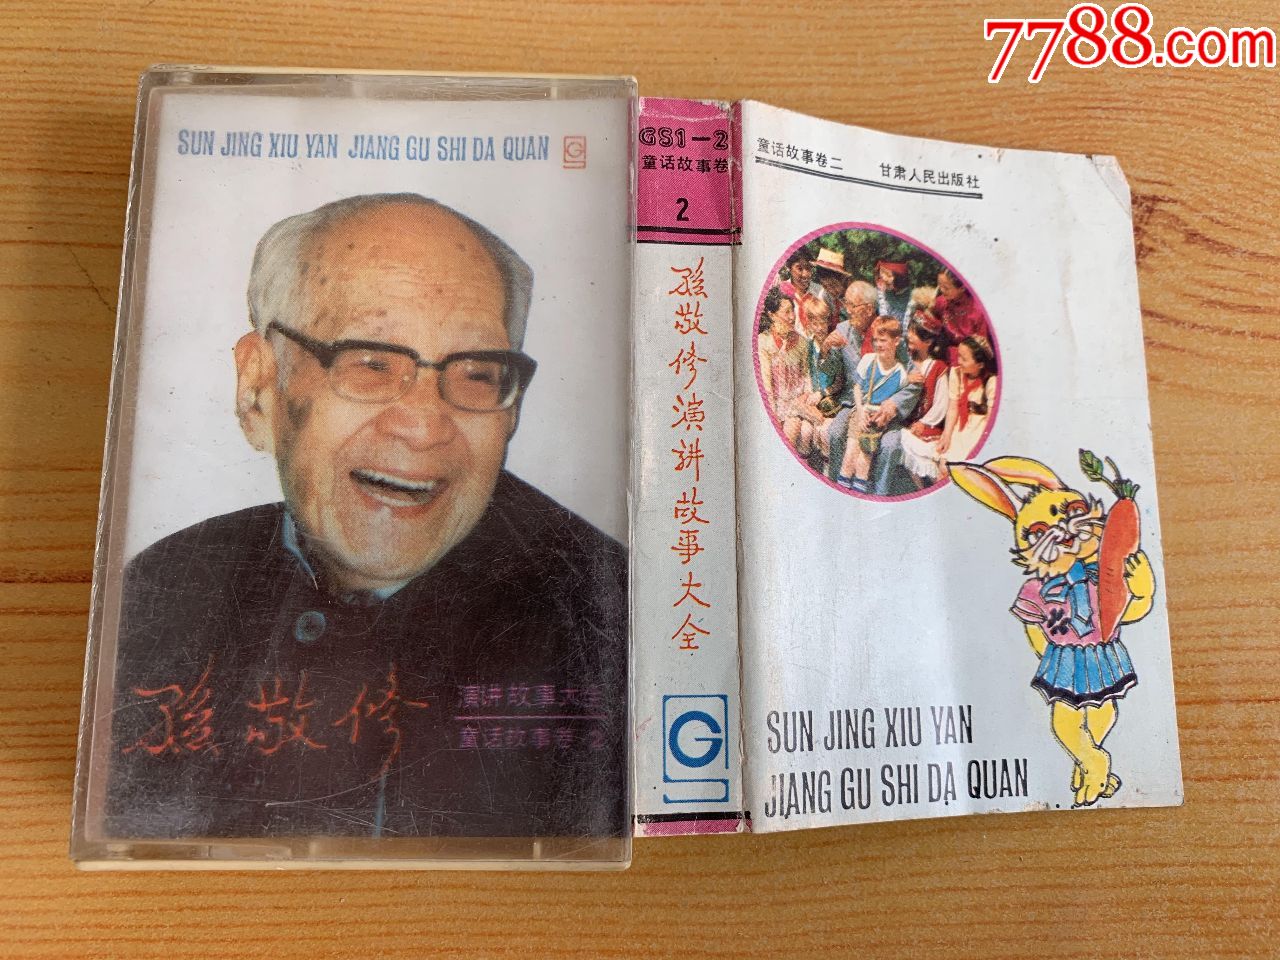 7788.com
SUN JING XIU YAN JIANG GU SHI DA QUAN
G
孫敬修
演讲故事大全
童话故事卷 2
GS1—2
童话故事卷
2
孫敬修演讲故事大全
G
童话故事卷二 甘肃人民出版社
SUN JING XIU YAN
JIANG GU SHI DA QUAN